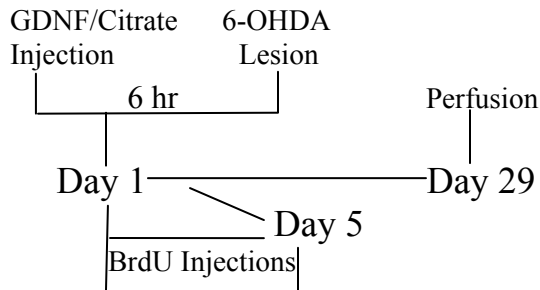 GDNF/Citrate 6-OHDA
Injection Lesion
6 hr
Perfusion
Day 1 Day 29
Day 5
BrdU Injections